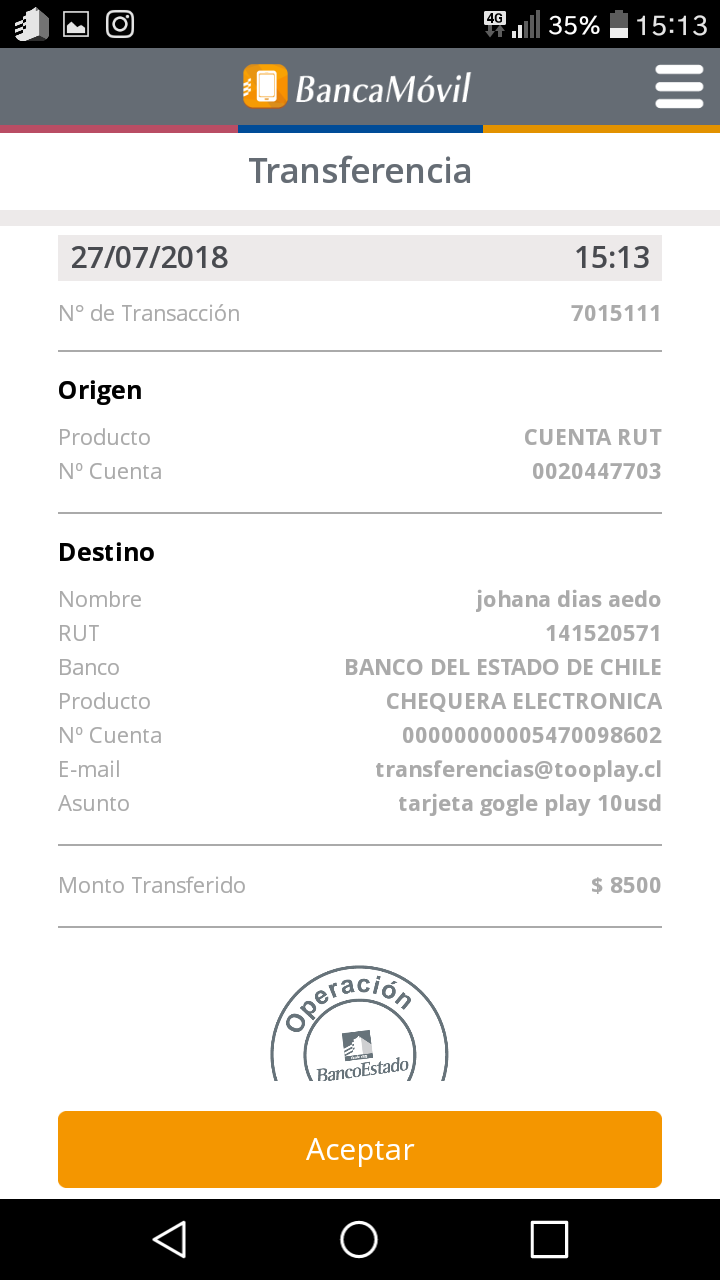 4G 35% 15:13
BancaMóvil
Transferencia
27/07/2018 15:13
N° de Transacción 7015111
Origen
Producto CUENTA RUT
Nº Cuenta 0020447703
Destino
Nombre johana dias aedo
RUT 141520571
Banco BANCO DEL ESTADO DE CHILE
Producto CHEQUERA ELECTRONICA
Nº Cuenta 00000000005470098602
E-mail transferencias@tooplay.cl
Asunto tarjeta gogle play 10usd
Monto Transferido $ 8500
Operación
BancoEstado
Aceptar